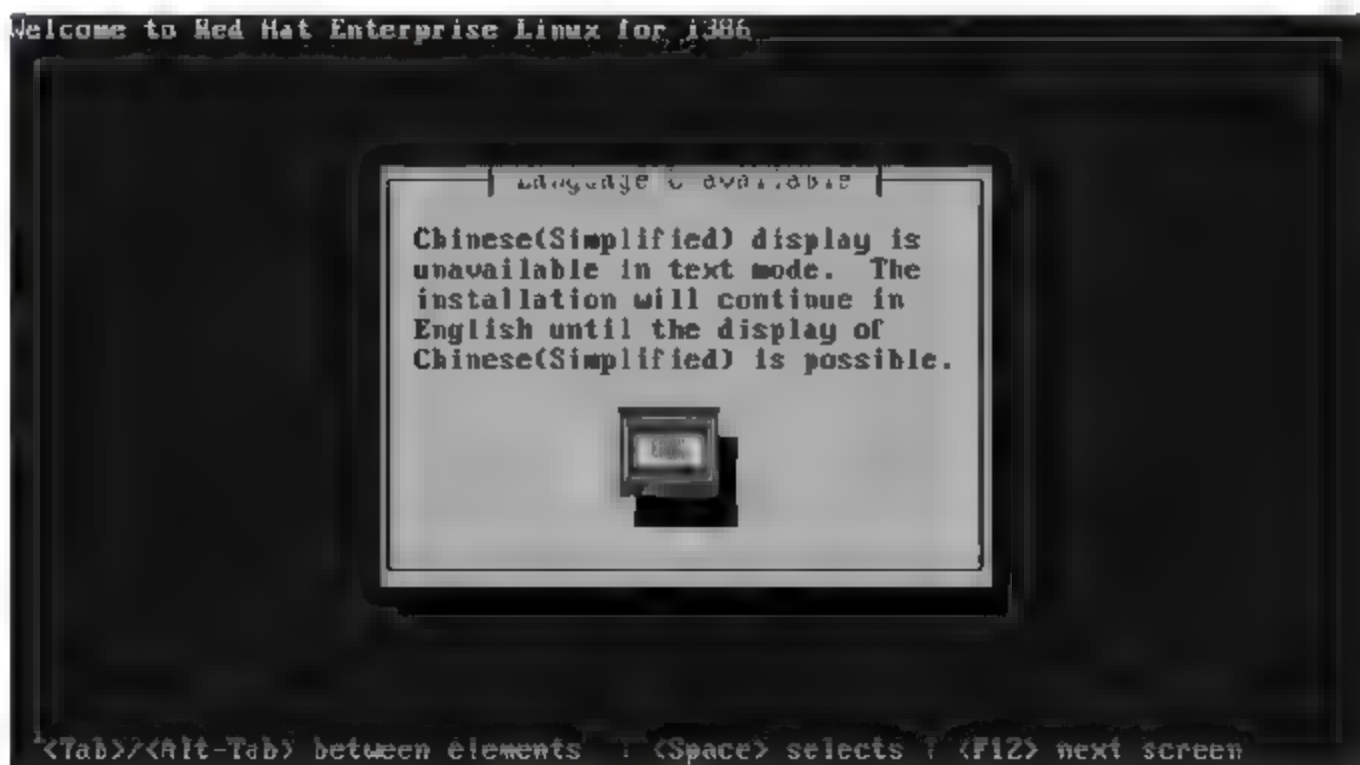 Welcome to Red Hat Enterprise Linux for i386
Language available
Chinese(Simplified) display is
unavailable in text mode.  The
installation will continue in
English until the display of
Chinese(Simplified) is possible.
<Tab>/<Alt-Tab> between elements | <Space> selects | <F12> next screen